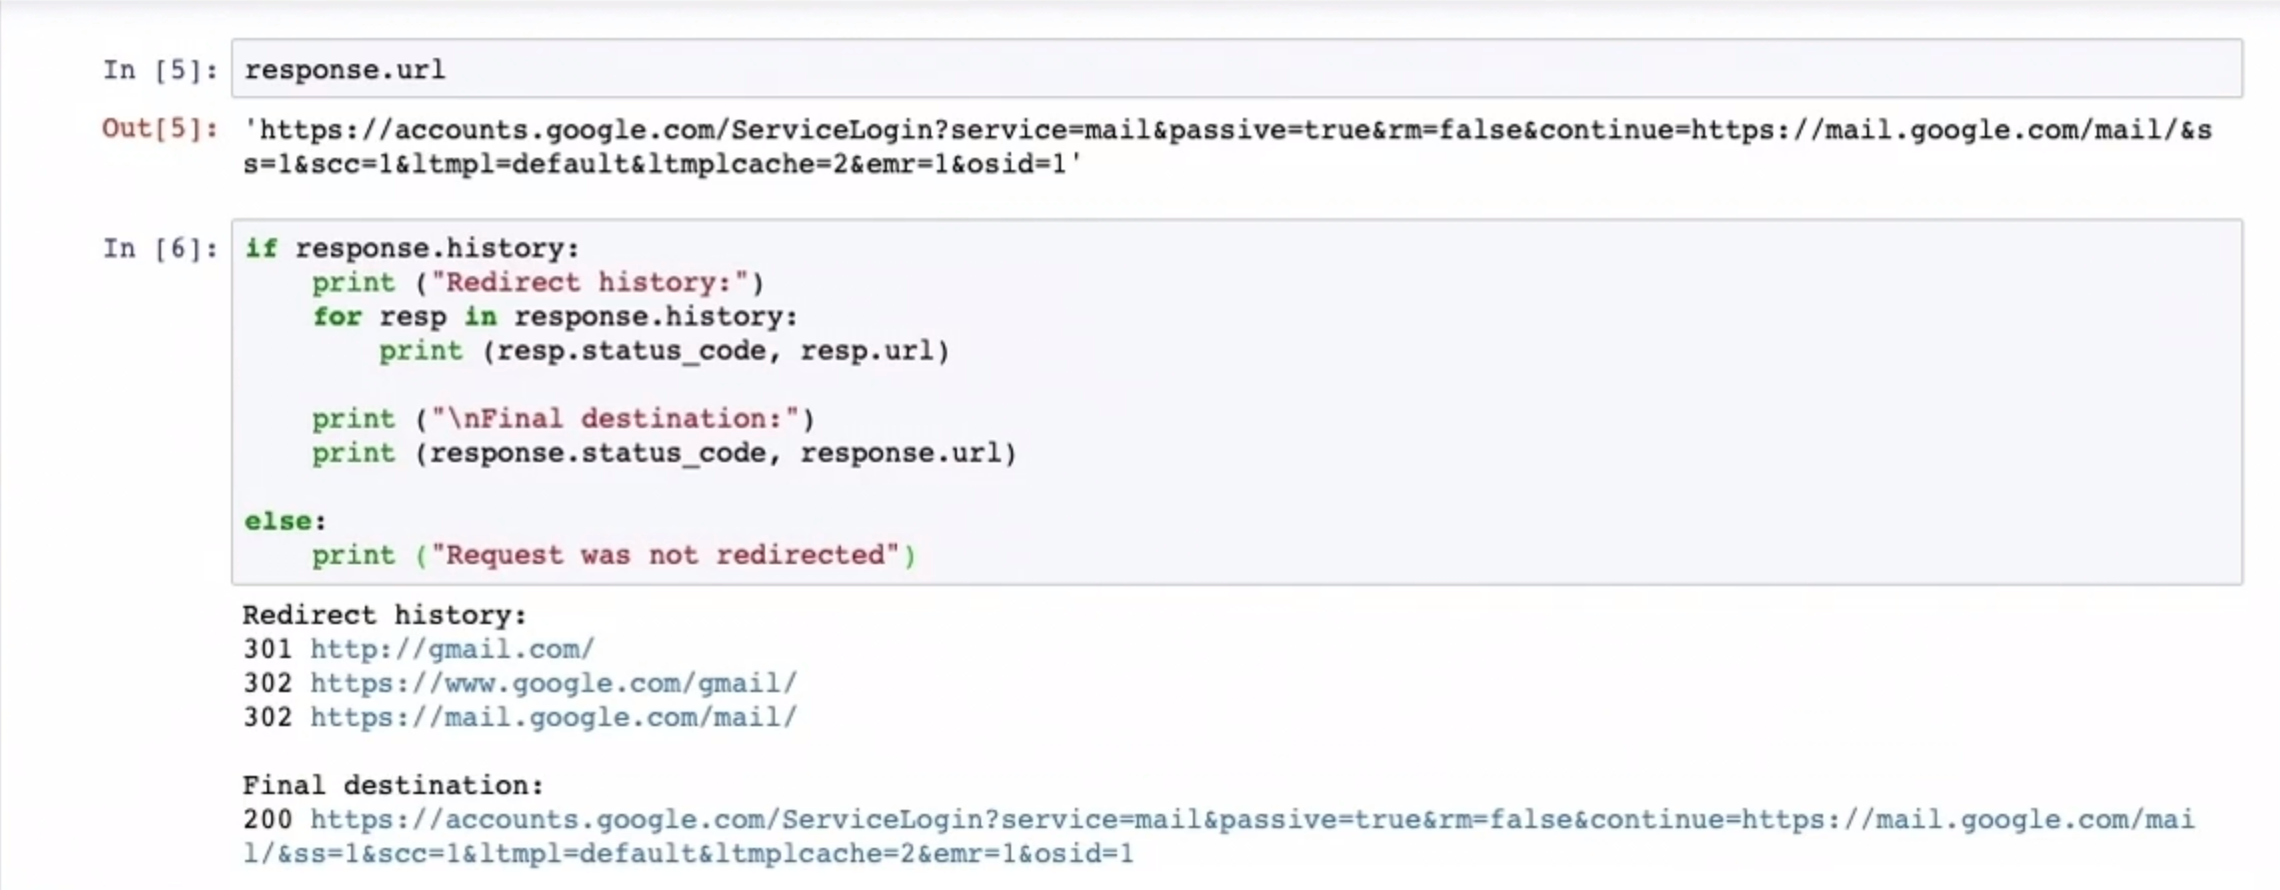 In [5]: response.url
Out[5]: 'https://accounts.google.com/ServiceLogin?service=mail&passive=true&rm=false&continue=https://mail.google.com/mail/&s
s=1&scc=1&ltmpl=default&ltmplcache=2&emr=1&osid=1'
In [6]: if response.history:
    print ("Redirect history:")
    for resp in response.history:
        print (resp.status_code, resp.url)
    print ("\nFinal destination:")
    print (response.status_code, response.url)
else:
    print ("Request was not redirected")
Redirect history:
301 http://gmail.com/
302 https://www.google.com/gmail/
302 https://mail.google.com/mail/
Final destination:
200 https://accounts.google.com/ServiceLogin?service=mail&passive=true&rm=false&continue=https://mail.google.com/mai
l/&ss=1&scc=1&ltmpl=default&ltmplcache=2&emr=1&osid=1